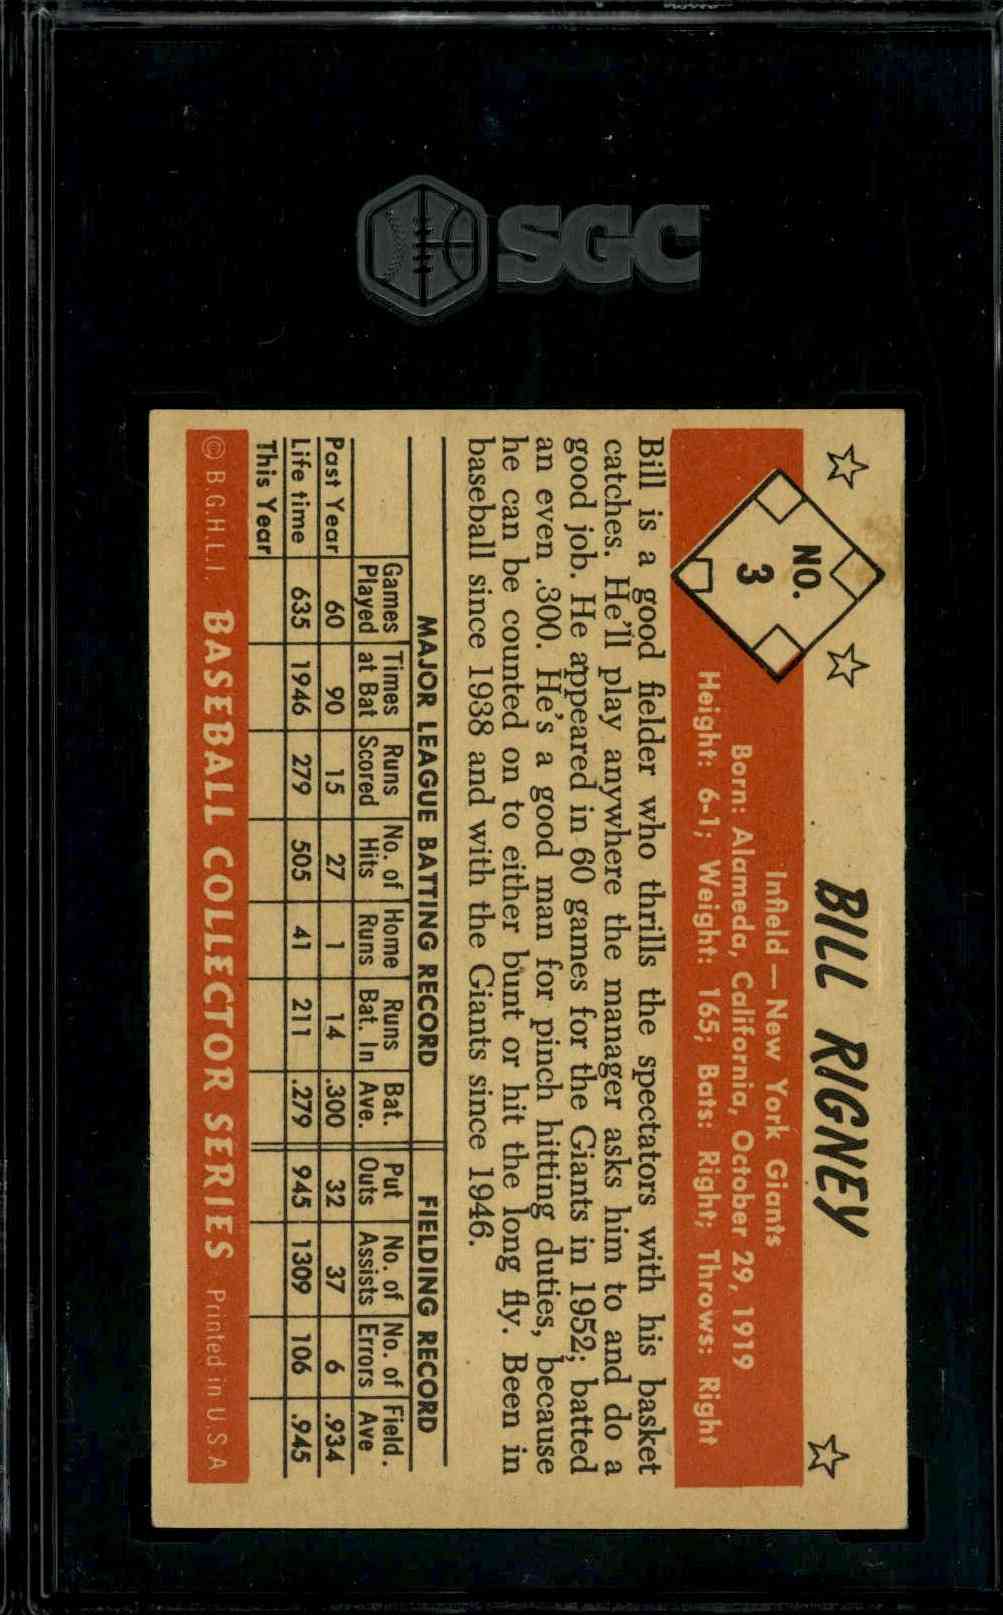 SGC
BILL RIGNEY
NO.
3
Infield — New York Giants
Born: Alameda, California, October 29, 1919
Height: 6-1; Weight: 165; Bats: Right; Throws: Right
Bill is a good fielder who thrills the spectators with his basket
catches. He'll play anywhere the manager asks him to and do a
good job. He appeared in 60 games for the Giants in 1952; batted
an even .300. He's a good man for pinch hitting duties, because
he can be counted on to either bunt or hit the long fly. Been in
baseball since 1938 and with the Giants since 1946.
MAJOR LEAGUE BATTING RECORD FIELDING RECORD
Games Times Runs No. of Home Runs Bat. Put No. of No. of Field.
Played at Bat Scored Hits Runs Bat. In Ave. Outs Assists Errors Ave
Past Year 60 90 15 27 1 14 .300 32 37 6 .934
Life time 635 1946 279 505 41 211 .279 945 1309 106 .945
This Year
© B.G.H.L.I. BASEBALL COLLECTOR SERIES Printed in U.S.A